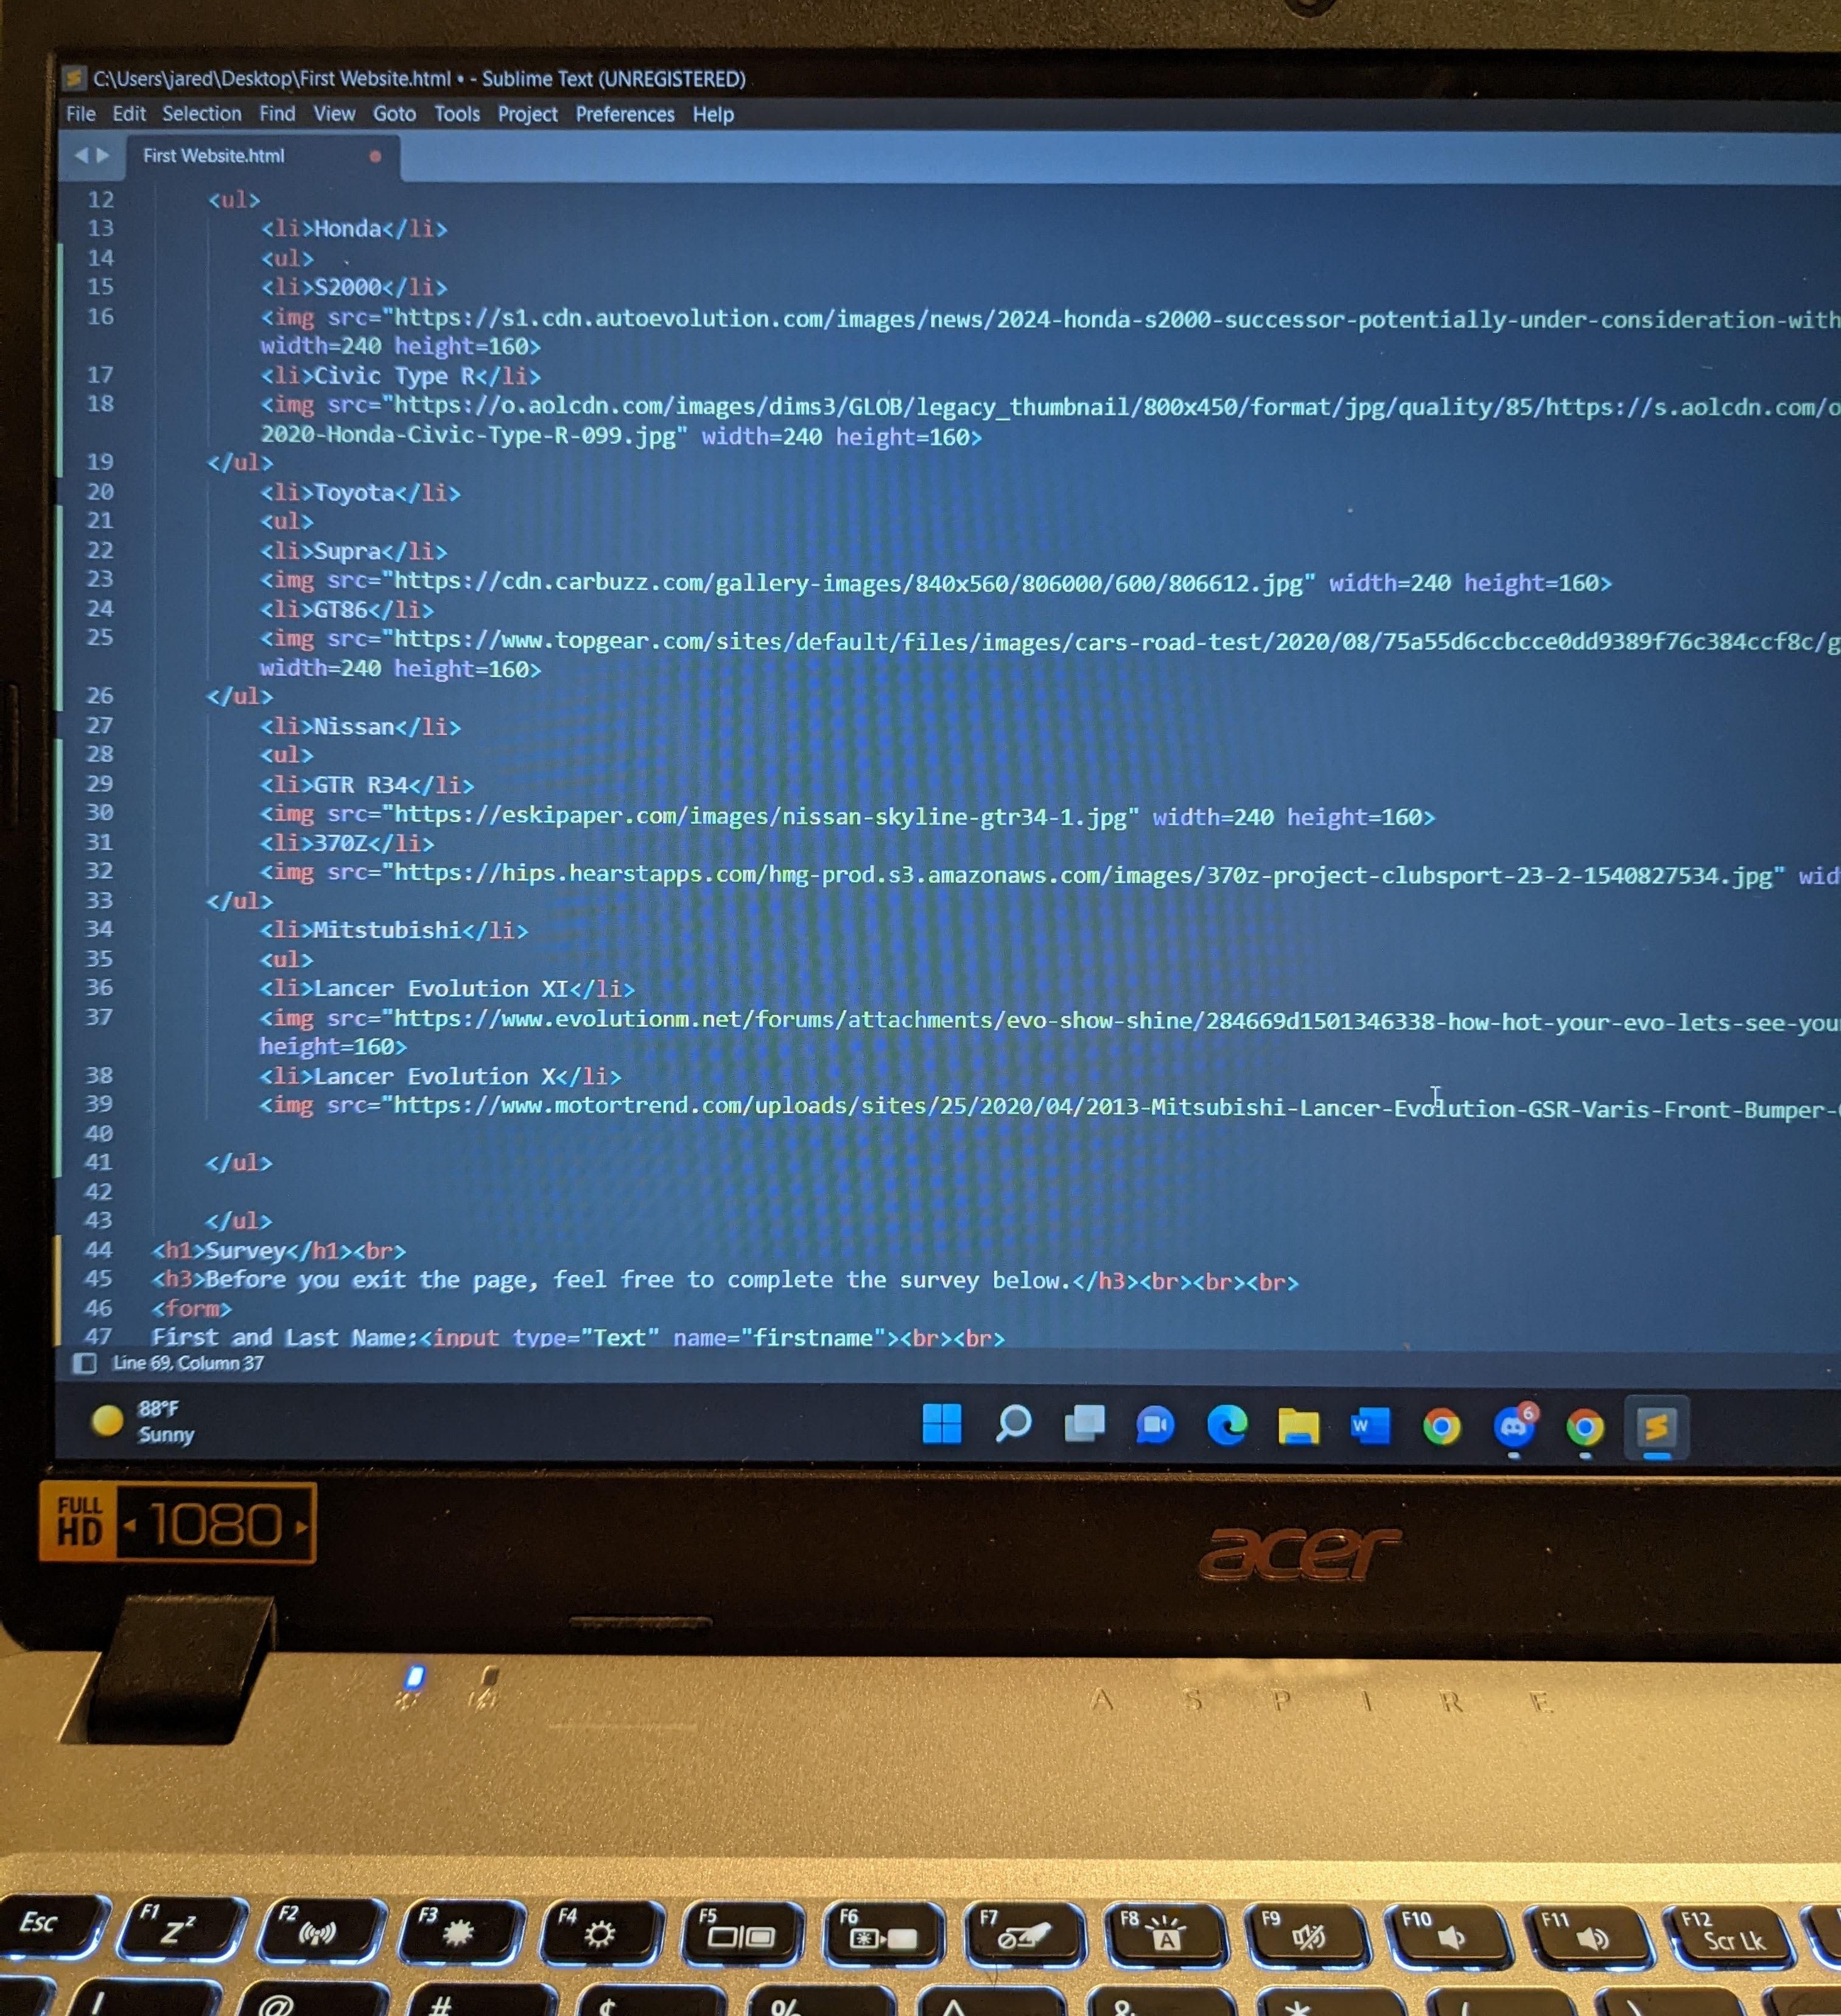 C:\Users\jared\Desktop\First Website.html • - Sublime Text (UNREGISTERED)
File Edit Selection Find View Goto Tools Project Preferences Help
First Website.html
12 <ul>
13 <li>Honda</li>
14 <ul>
15 <li>S2000</li>
16 <img src="https://s1.cdn.autoevolution.com/images/news/2024-honda-s2000-successor-potentially-under-consideration-with
width=240 height=160>
17 <li>Civic Type R</li>
18 <img src="https://o.aolcdn.com/images/dims3/GLOB/legacy_thumbnail/800x450/format/jpg/quality/85/https://s.aolcdn.com/o
2020-Honda-Civic-Type-R-099.jpg" width=240 height=160>
19 </ul>
20 <li>Toyota</li>
21 <ul>
22 <li>Supra</li>
23 <img src="https://cdn.carbuzz.com/gallery-images/840x560/806000/600/806612.jpg" width=240 height=160>
24 <li>GT86</li>
25 <img src="https://www.topgear.com/sites/default/files/images/cars-road-test/2020/08/75a55d6ccbcce0dd9389f76c384ccf8c/g
width=240 height=160>
26 </ul>
27 <li>Nissan</li>
28 <ul>
29 <li>GTR R34</li>
30 <img src="https://eskipaper.com/images/nissan-skyline-gtr34-1.jpg" width=240 height=160>
31 <li>370Z</li>
32 <img src="https://hips.hearstapps.com/hmg-prod.s3.amazonaws.com/images/370z-project-clubsport-23-2-1540827534.jpg" wid
33 </ul>
34 <li>Mitstubishi</li>
35 <ul>
36 <li>Lancer Evolution XI</li>
37 <img src="https://www.evolutionm.net/forums/attachments/evo-show-shine/284669d1501346338-how-hot-your-evo-lets-see-you
height=160>
38 <li>Lancer Evolution X</li>
39 <img src="https://www.motortrend.com/uploads/sites/25/2020/04/2013-Mitsubishi-Lancer-Evolution-GSR-Varis-Front-Bumper-
40
41 </ul>
42
43 </ul>
44 <h1>Survey</h1><br>
45 <h3>Before you exit the page, feel free to complete the survey below.</h3><br><br><br>
46 <form>
47 First and Last Name:<input type="Text" name="firstname"><br><br>
Line 69, Column 37
88°F
Sunny
W
6
FULL HD 1080
acer
ASPIRE
Esc F1 Zz F2 F3 F4 F5 F6 F7 F8 A F9 F10 F11 F12 Scr Lk
! @ # $ % ^ & * ( )